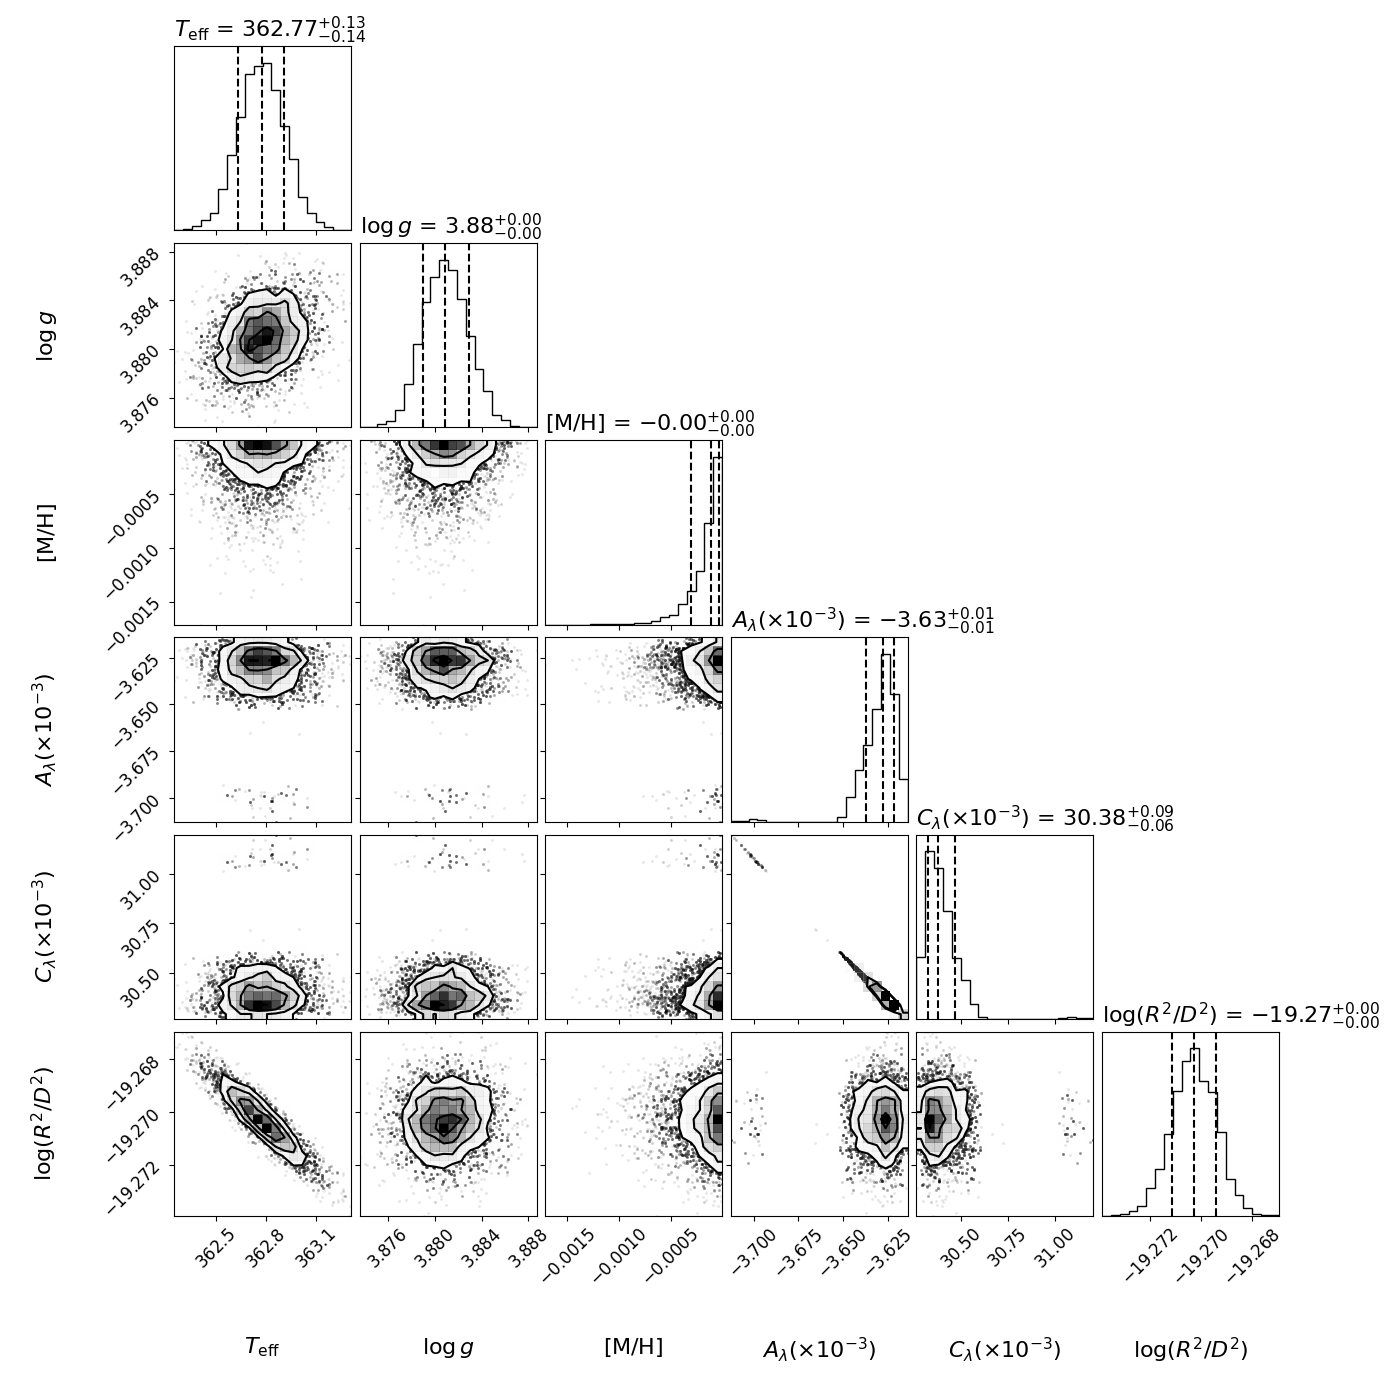 T_eff = 362.77 +0.13 −0.14
log g = 3.88 +0.00 −0.00
3.888
3.884
3.880
3.876
log g
[M/H] = −0.00 +0.00 −0.00
−0.0005
−0.0010
−0.0015
[M/H]
A_λ(×10⁻³) = −3.63 +0.01 −0.01
−3.625
−3.650
−3.675
−3.700
A_λ(×10⁻³)
C_λ(×10⁻³) = 30.38 +0.09 −0.06
31.00
30.75
30.50
C_λ(×10⁻³)
log(R²/D²) = −19.27 +0.00 −0.00
−19.268
−19.270
−19.272
log(R²/D²)
362.5 362.8 363.1 3.876 3.880 3.884 3.888 −0.0015 −0.0010 −0.0005 −3.700 −3.675 −3.650 −3.625 30.50 30.75 31.00 −19.272 −19.270 −19.268
T_eff log g [M/H] A_λ(×10⁻³) C_λ(×10⁻³) log(R²/D²)